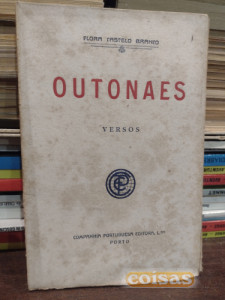 FLORA CASTELO BRANCO
OUTONAES
VERSOS
COMPANHIA PORTUGUESA EDITORA, L.DA
PORTO
coisas